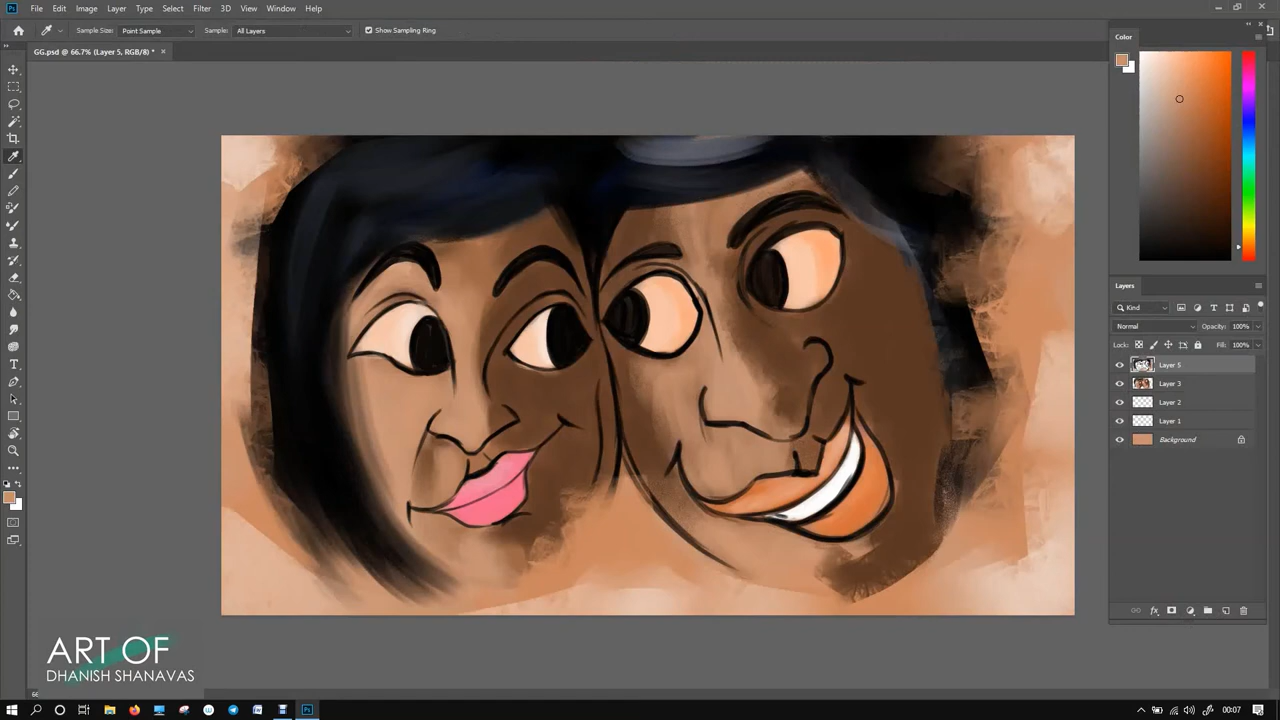 File Edit Image Layer Type Select Filter 3D View Window Help
Sample Size: Point Sample Sample: All Layers Show Sampling Ring
GG.psd @ 66.7% (Layer 5, RGB/8) *
Color
Layers
Kind
Normal Opacity: 100%
Lock: Fill: 100%
Layer 5
Layer 3
Layer 2
Layer 1
Background
ART OF
DHANISH SHANAVAS
66
00:07